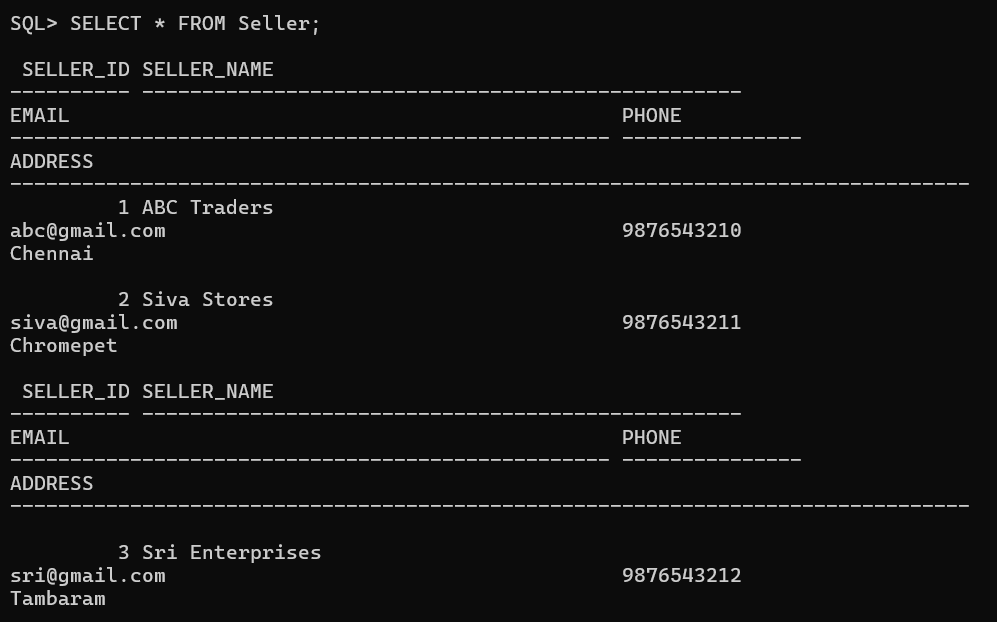 SQL> SELECT * FROM Seller;
 SELLER_ID SELLER_NAME
---------- --------------------------------------------------
EMAIL                                              PHONE
-------------------------------------------------- ---------------
ADDRESS
--------------------------------------------------------------------------------
         1 ABC Traders
abc@gmail.com                                      9876543210
Chennai
         2 Siva Stores
siva@gmail.com                                     9876543211
Chromepet
 SELLER_ID SELLER_NAME
---------- --------------------------------------------------
EMAIL                                              PHONE
-------------------------------------------------- ---------------
ADDRESS
--------------------------------------------------------------------------------
         3 Sri Enterprises
sri@gmail.com                                      9876543212
Tambaram